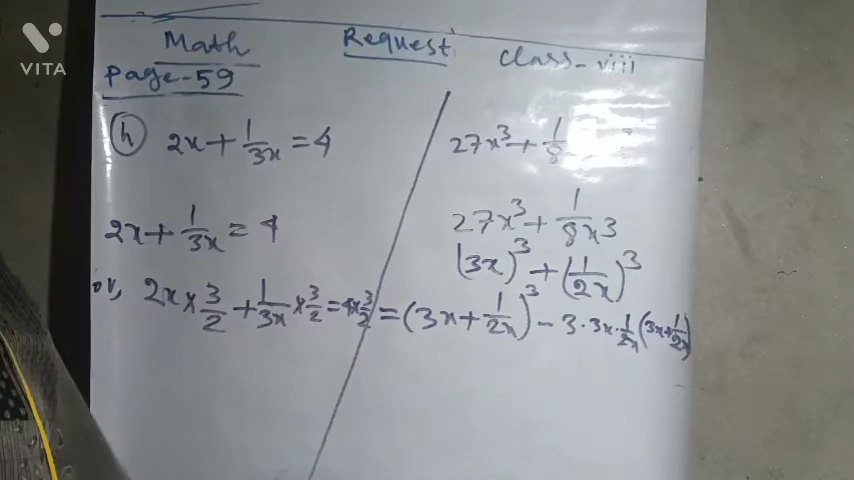 VITA
Math Request Class-viii
Page-59
(h) 2x+1/3x=4
2x+1/3x=4
or, 2x×3/2+1/3x×3/2=4×3/2
27x³+1/8
27x³+1/8x³
(3x)³+(1/2x)³
=(3x+1/2x)³-3·3x·1/2x(3x+1/2x)